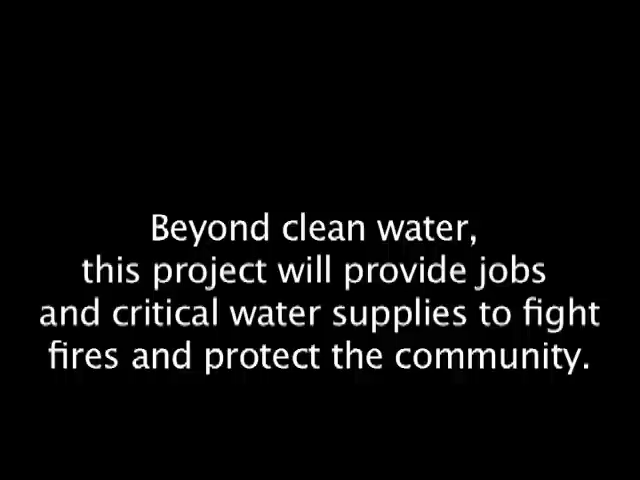 Beyond clean water,
this project will provide jobs
and critical water supplies to fight
fires and protect the community.